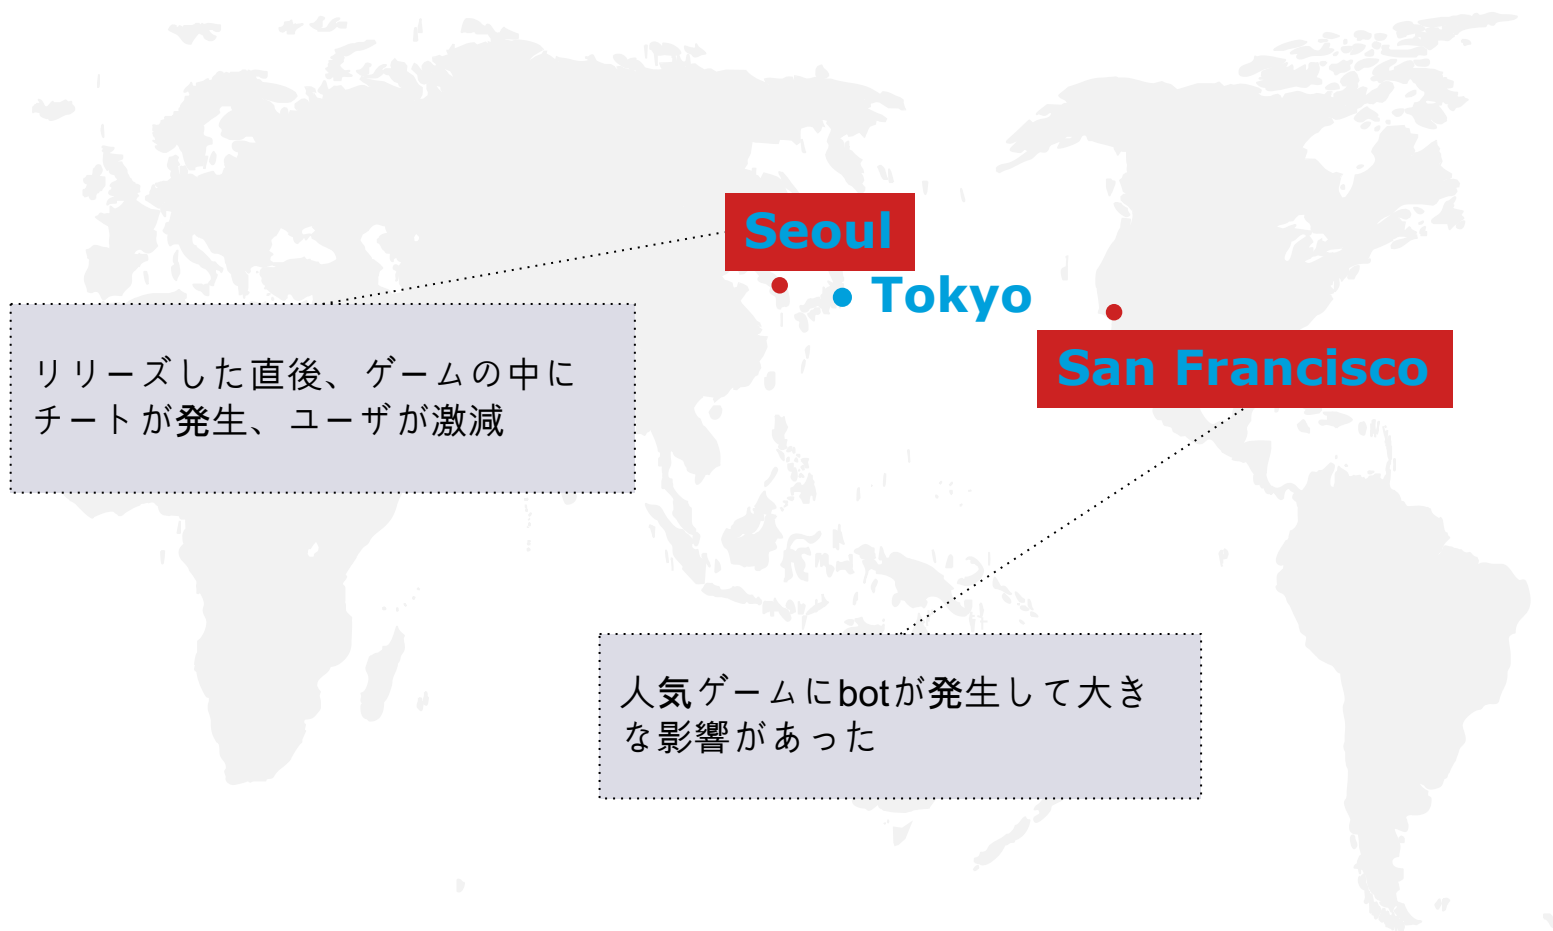 Seoul
Tokyo
San Francisco
リリーズした直後、ゲームの中に
チートが発生、ユーザが激減
人気ゲームにbotが発生して大き
な影響があった